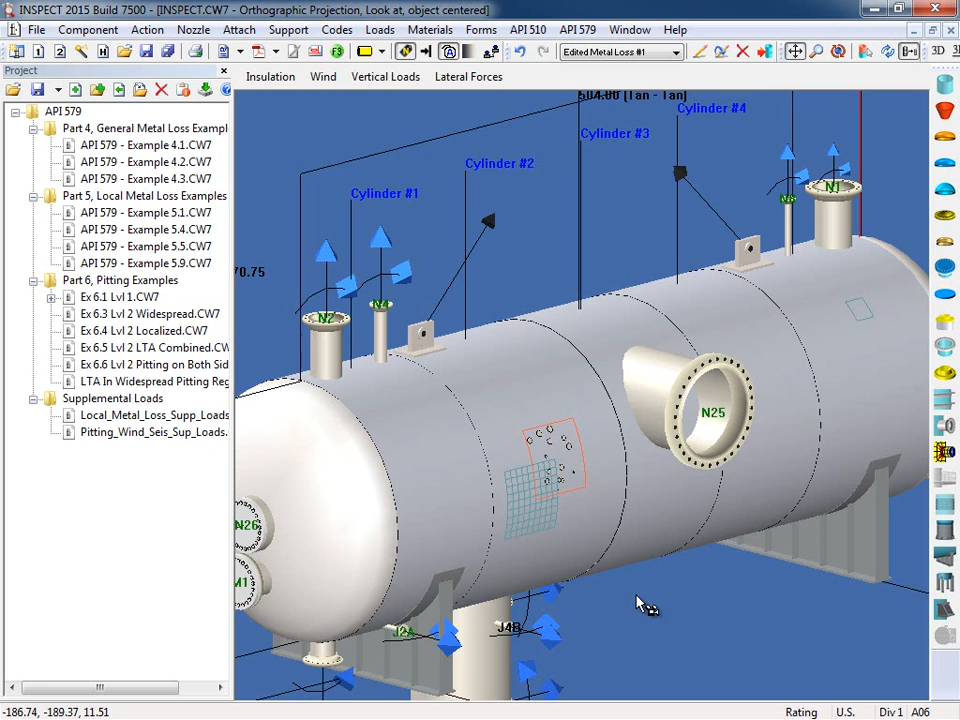 INSPECT 2015 Build 7500 - [INSPECT.CW7 - Orthographic Projection, Look at, object centered]
File Component Action Nozzle Attach Support Codes Loads Materials Forms API 510 API 579 Window Help
Edited Metal Loss #1
3D
Project
Insulation Wind Vertical Loads Lateral Forces
API 579
Part 4, General Metal Loss Exampl
API 579 - Example 4.1.CW7
API 579 - Example 4.2.CW7
API 579 - Example 4.3.CW7
Part 5, Local Metal Loss Examples
API 579 - Example 5.1.CW7
API 579 - Example 5.4.CW7
API 579 - Example 5.5.CW7
API 579 - Example 5.9.CW7
Part 6, Pitting Examples
Ex 6.1 Lvl 1.CW7
Ex 6.3 Lvl 2 Widespread.CW7
Ex 6.4 Lvl 2 Localized.CW7
Ex 6.5 Lvl 2 LTA Combined.CW
Ex 6.6 Lvl 2 Pitting on Both Sid
LTA In Widespread Pitting Reg
Supplemental Loads
Local_Metal_Loss_Supp_Loads
Pitting_Wind_Seis_Sup_Loads.
504.00 (Tan - Tan)
Cylinder #4
Cylinder #3
Cylinder #2
Cylinder #1
N1
70.75
N4
N2
N25
N26
M1
J2A
J4B
-186.74, -189.37, 11.51
Rating U.S. Div 1 A06